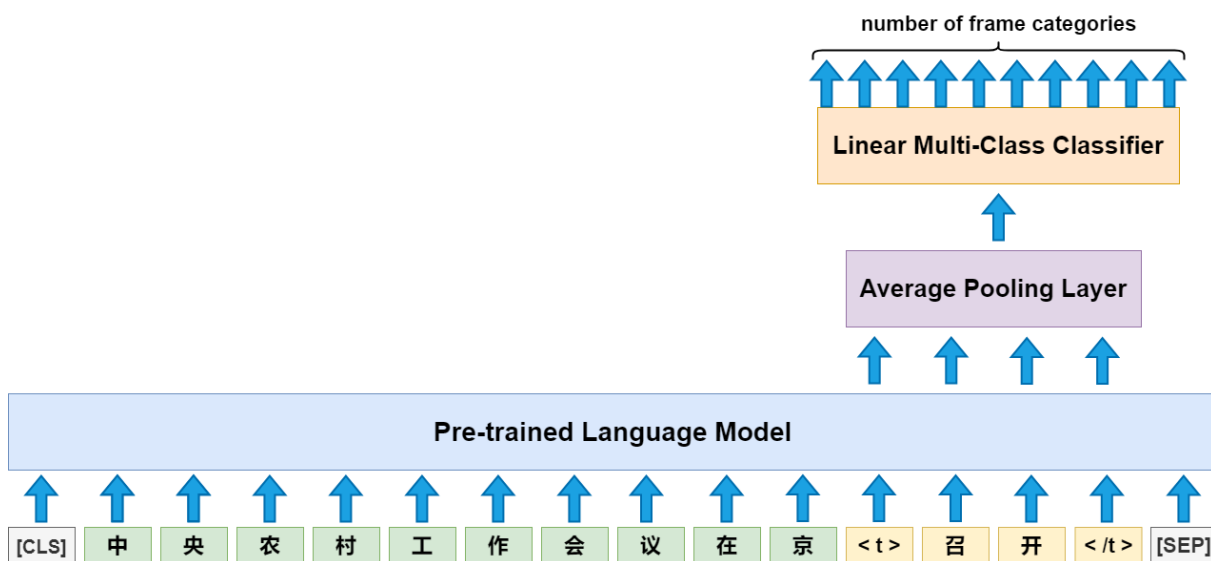 number of frame categories
Linear Multi-Class Classifier
Average Pooling Layer
Pre-trained Language Model
[CLS] 中 央 农 村 工 作 会 议 在 京 < t > 召 开 < /t > [SEP]